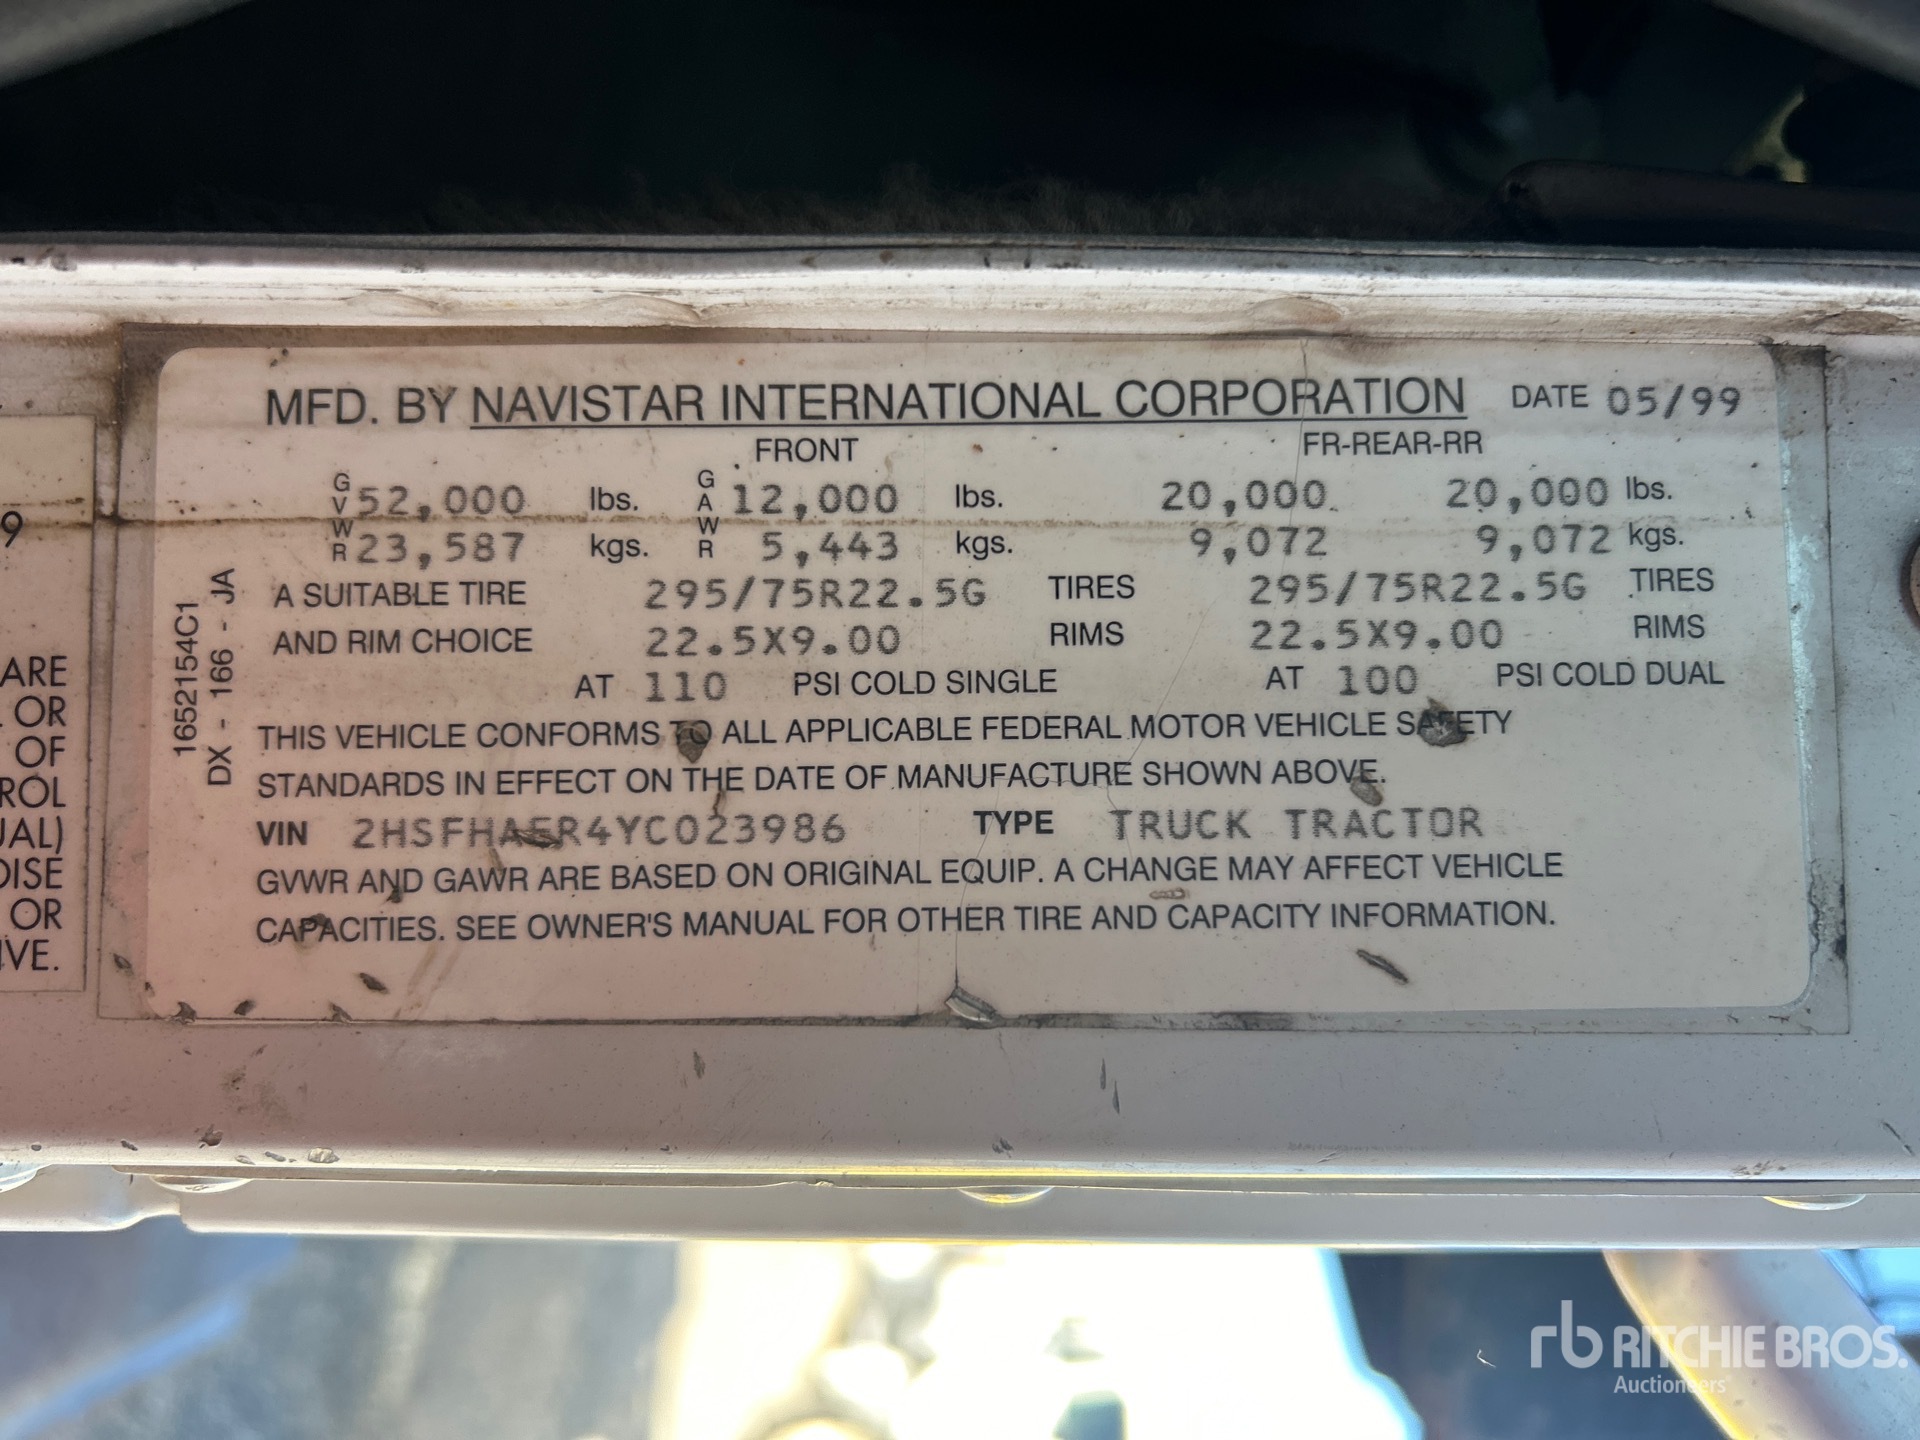 MFD. BY NAVISTAR INTERNATIONAL CORPORATION DATE 05/99
FRONT FR-REAR-RR
GVWR 52,000 lbs. GAWR 12,000 lbs. 20,000 20,000 lbs.
23,587 kgs. 5,443 kgs. 9,072 9,072 kgs.
A SUITABLE TIRE 295/75R22.5G TIRES 295/75R22.5G TIRES
AND RIM CHOICE 22.5X9.00 RIMS 22.5X9.00 RIMS
AT 110 PSI COLD SINGLE AT 100 PSI COLD DUAL
THIS VEHICLE CONFORMS TO ALL APPLICABLE FEDERAL MOTOR VEHICLE SAFETY
STANDARDS IN EFFECT ON THE DATE OF MANUFACTURE SHOWN ABOVE.
VIN 2HSFHAER4YC023986 TYPE TRUCK TRACTOR
GVWR AND GAWR ARE BASED ON ORIGINAL EQUIP. A CHANGE MAY AFFECT VEHICLE
CAPACITIES. SEE OWNER'S MANUAL FOR OTHER TIRE AND CAPACITY INFORMATION.
1652154C1
DX - 166 - JA
9
ARE
OR
OF
ROL
UAL)
OISE
OR
IVE.
rb RITCHIE BROS.
Auctioneers